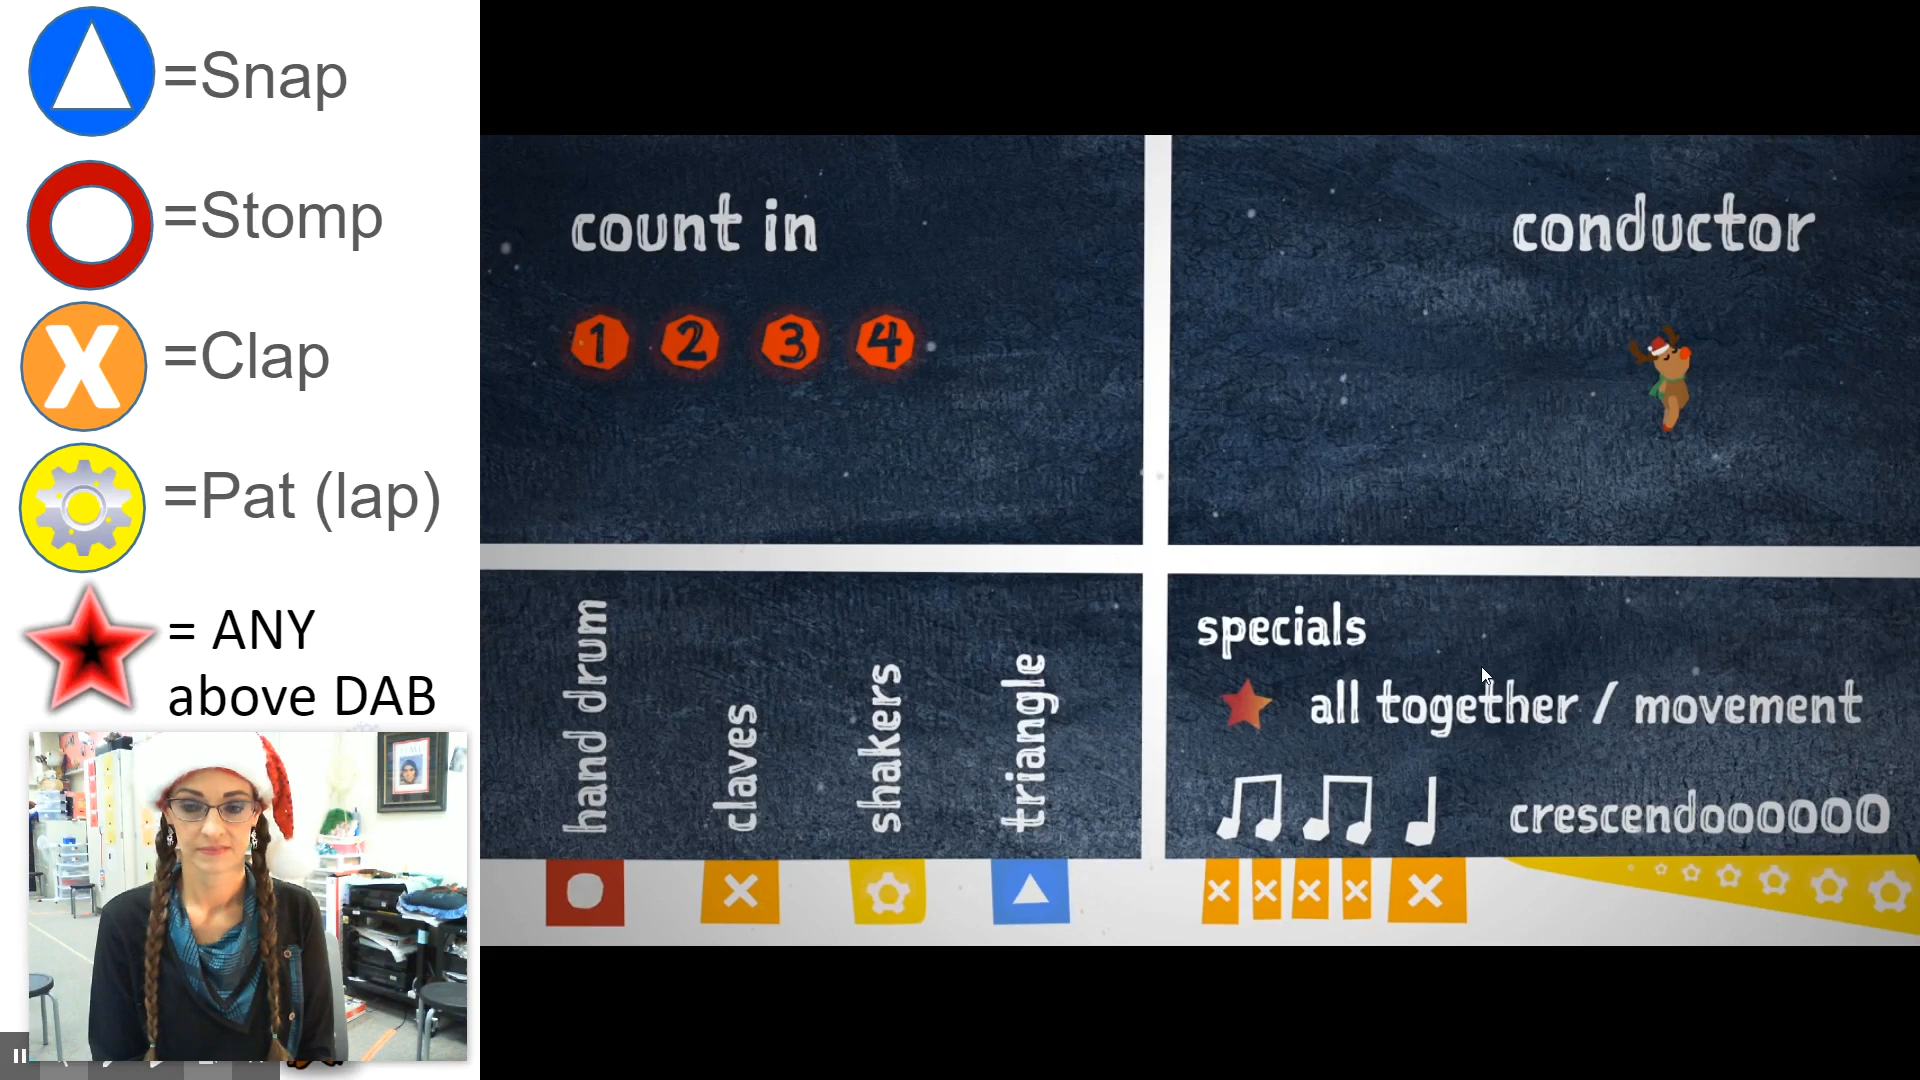 =Snap
=Stomp
X =Clap
=Pat (lap)
= ANY
above DAB
count in
1 2 3 4
conductor
hand drum
claves
shakers
triangle
specials
all together / movement
crescendoooooo